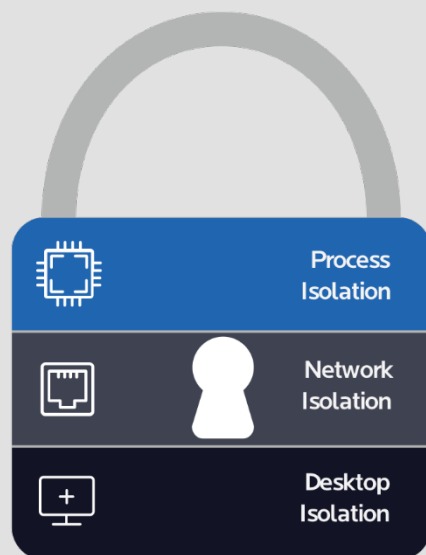 Process
Isolation
Network
Isolation
Desktop
Isolation